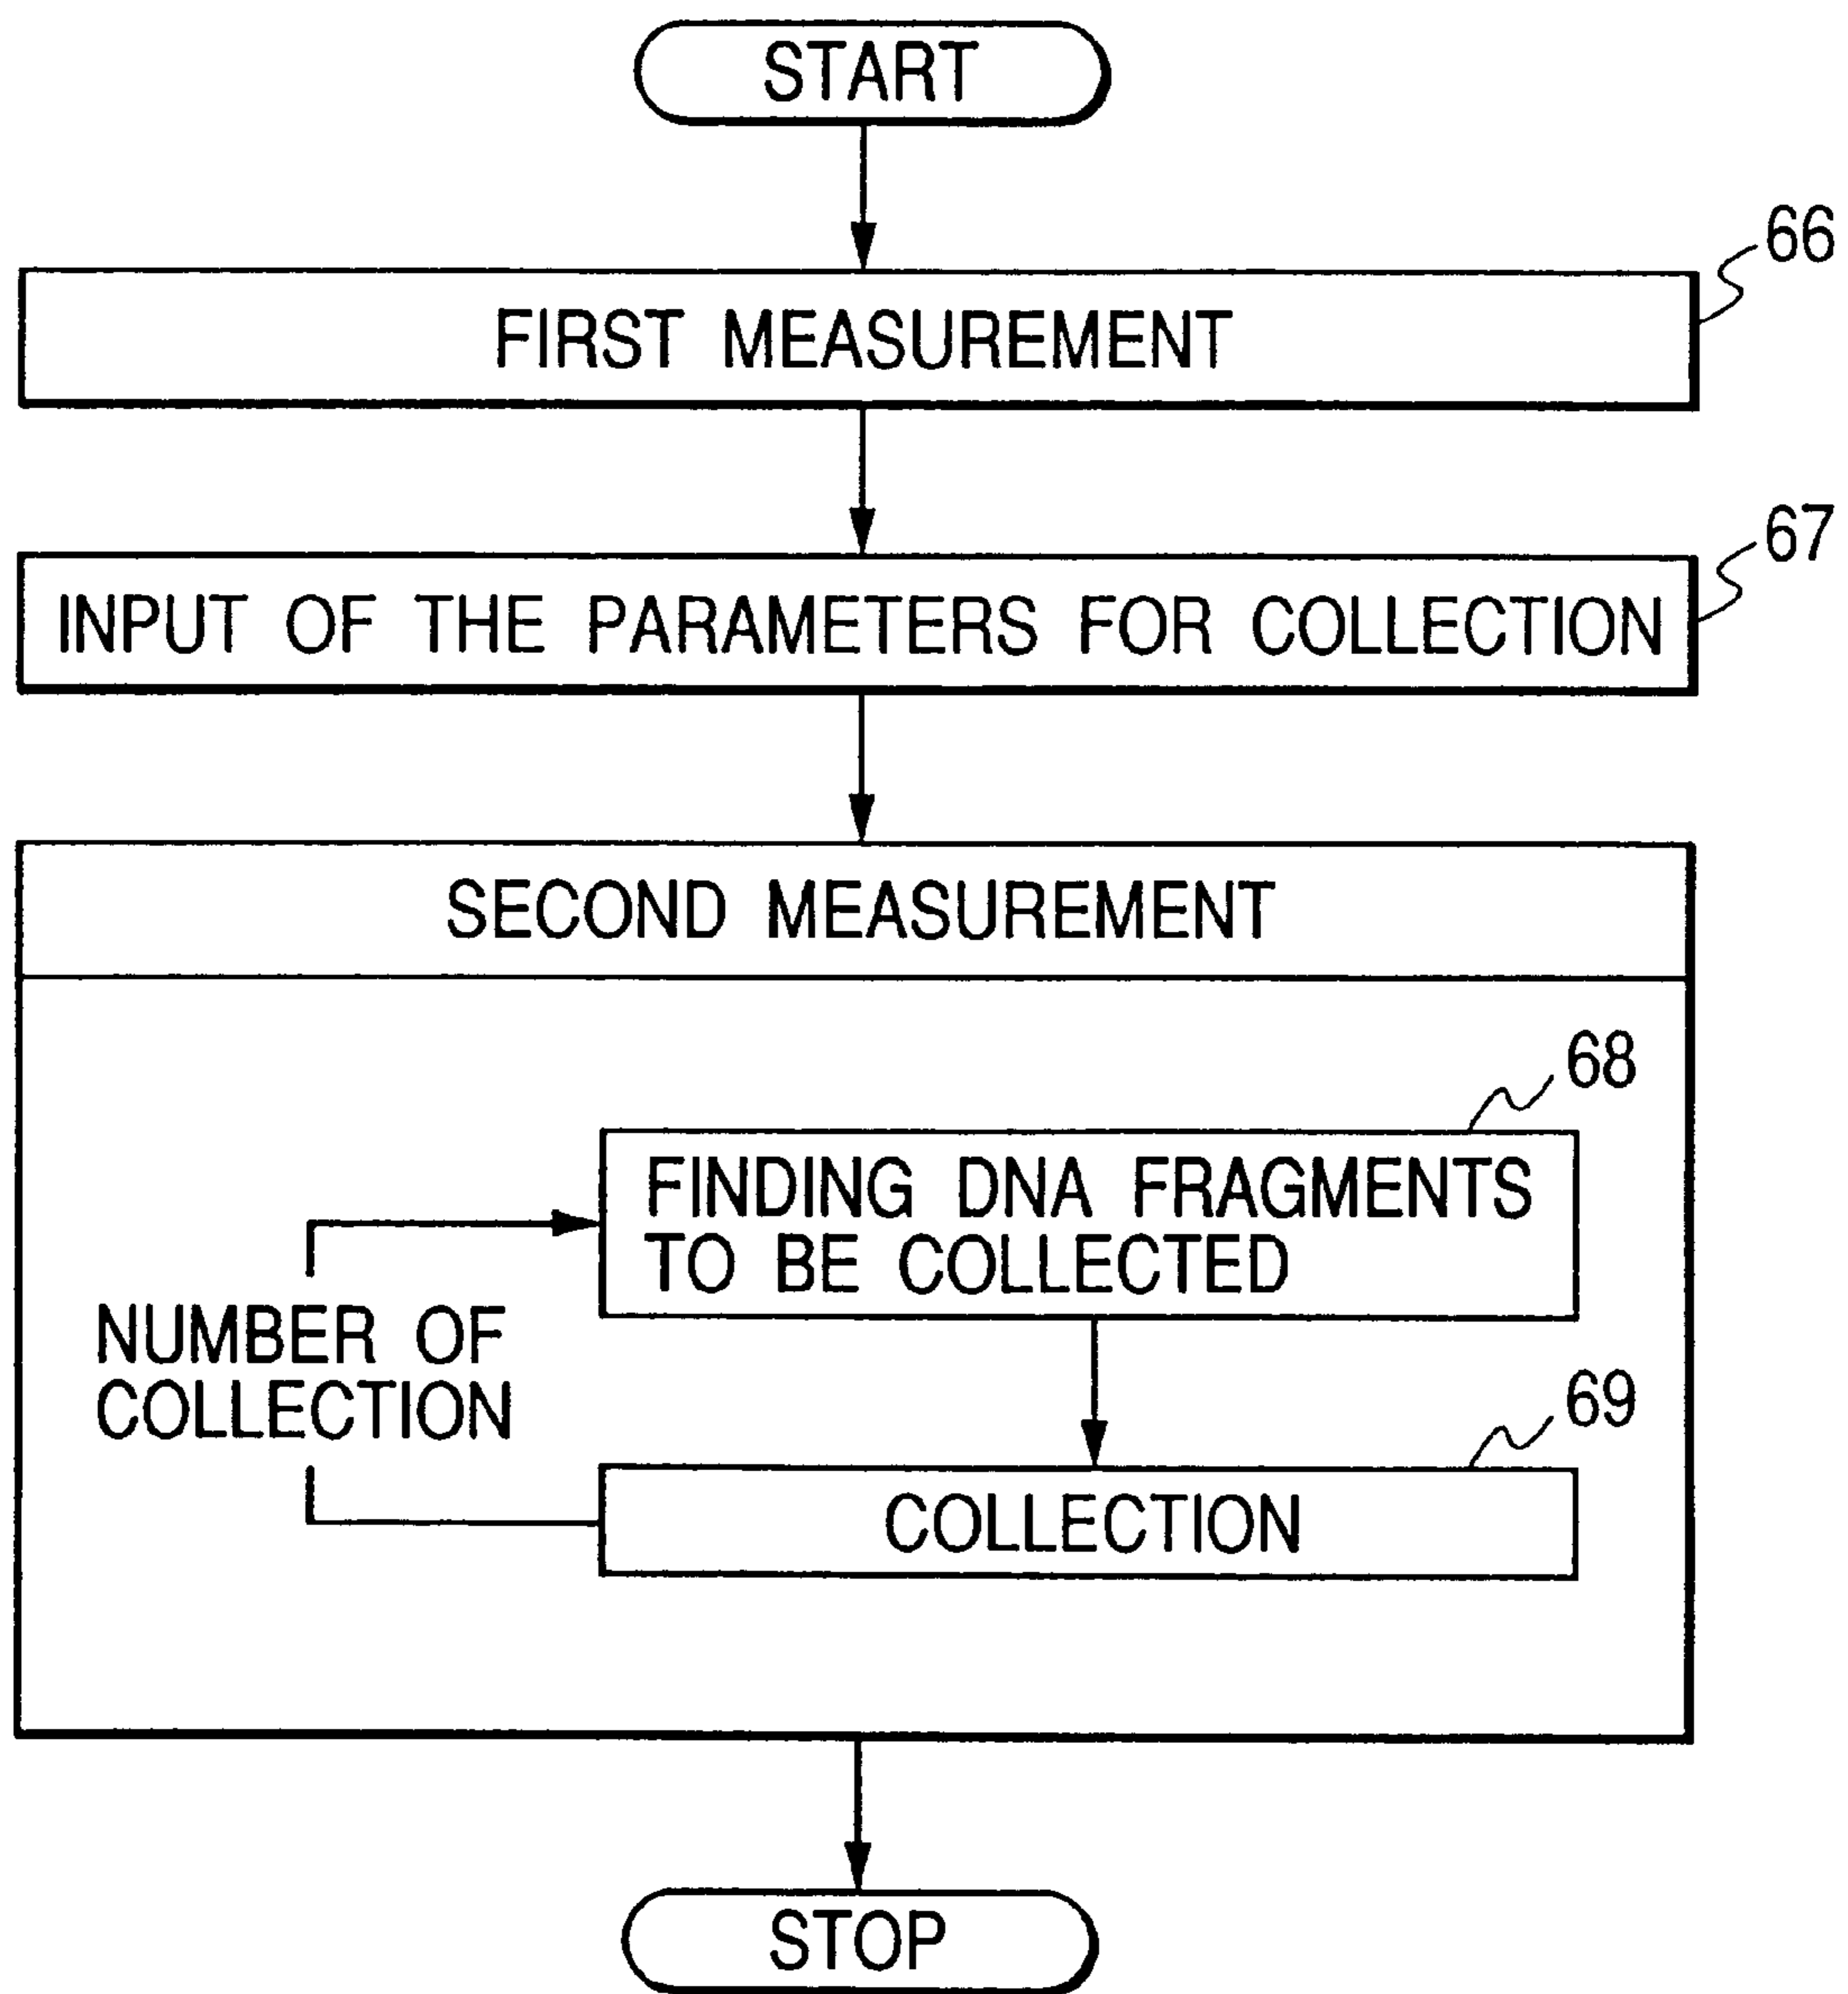 START
66
FIRST MEASUREMENT
67
INPUT OF THE PARAMETERS FOR COLLECTION
SECOND MEASUREMENT
68
FINDING DNA FRAGMENTS
TO BE COLLECTED
NUMBER OF
COLLECTION
69
COLLECTION
STOP